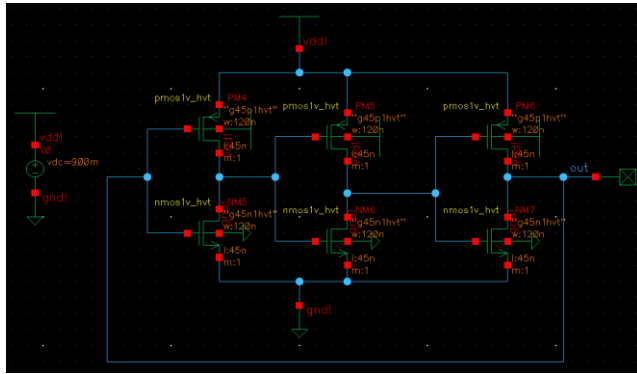 vdd!
pmos1v_hvt
PM4
"g45p1hvt"
w:120n
l:45n
m:1
pmos1v_hvt
PM5
"g45p1hvt"
w:120n
l:45n
m:1
pmos1v_hvt
PM6
"g45p1hvt"
w:120n
l:45n
m:1
vdd!
V0
vdc=900m
gnd!
out
nmos1v_hvt
NM5
"g45n1hvt"
w:120n
l:45n
m:1
nmos1v_hvt
NM6
"g45n1hvt"
w:120n
l:45n
m:1
nmos1v_hvt
NM7
"g45n1hvt"
w:120n
l:45n
m:1
gnd!